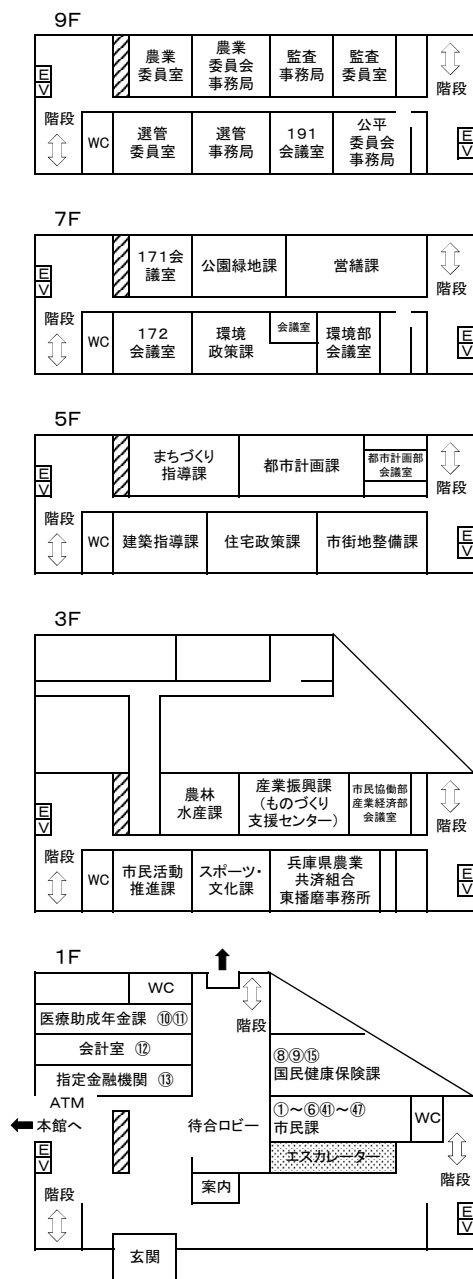 9F
農業
委員室
農業
委員会
事務局
監査
事務局
監査
委員室
EV
階段
階段
WC
選管
委員室
選管
事務局
191
会議室
公平
委員会
事務局
EV
7F
171会
議室
公園緑地課
営繕課
EV
階段
階段
WC
172
会議室
環境
政策課
会議室
環境部
会議室
EV
5F
まちづくり
指導課
都市計画課
都市計画部
会議室
EV
階段
階段
WC
建築指導課
住宅政策課
市街地整備課
EV
3F
農林
水産課
産業振興課
(ものづくり
支援センター)
市民協働部
産業経済部
会議室
EV
階段
階段
WC
市民活動
推進課
スポーツ・
文化課
兵庫県農業
共済組合
東播磨事務所
EV
1F
WC
階段
医療助成年金課 ⑩⑪
会計室 ⑫
指定金融機関 ⑬
⑧⑨⑮
国民健康保険課
ATM
本館へ
待合ロビー
①~⑥㊶~㊼
市民課
WC
エスカレーター
EV
案内
階段
階段
EV
玄関